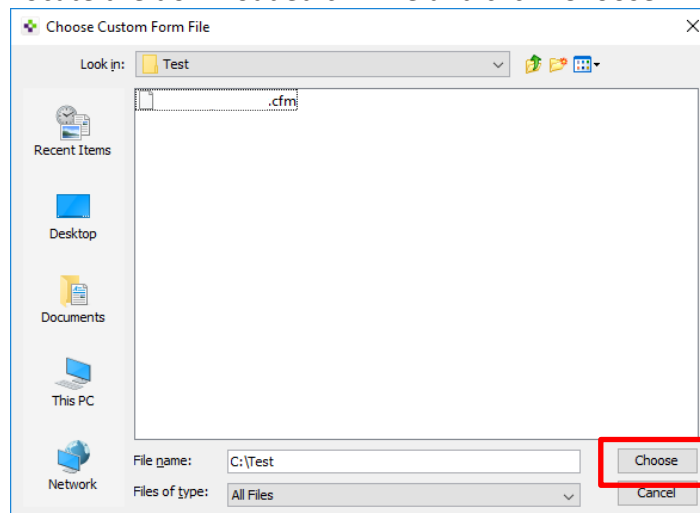 Choose Custom Form File
Look in:
Test
.cfm
Recent Items
Desktop
Documents
This PC
Network
File name:
C:\Test
Choose
Files of type:
All Files
Cancel